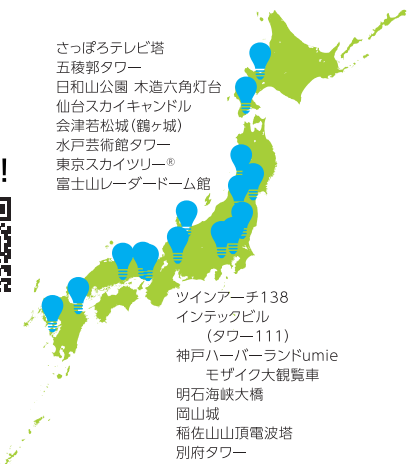 さっぽろテレビ塔
五稜郭タワー
日和山公園 木造六角灯台
仙台スカイキャンドル
会津若松城（鶴ヶ城）
水戸芸術館タワー
東京スカイツリー®
富士山レーダードーム館
!
ツインアーチ138
インテックビル
（タワー111）
神戸ハーバーランドumie
モザイク大観覧車
明石海峡大橋
岡山城
稲佐山山頂電波塔
別府タワー